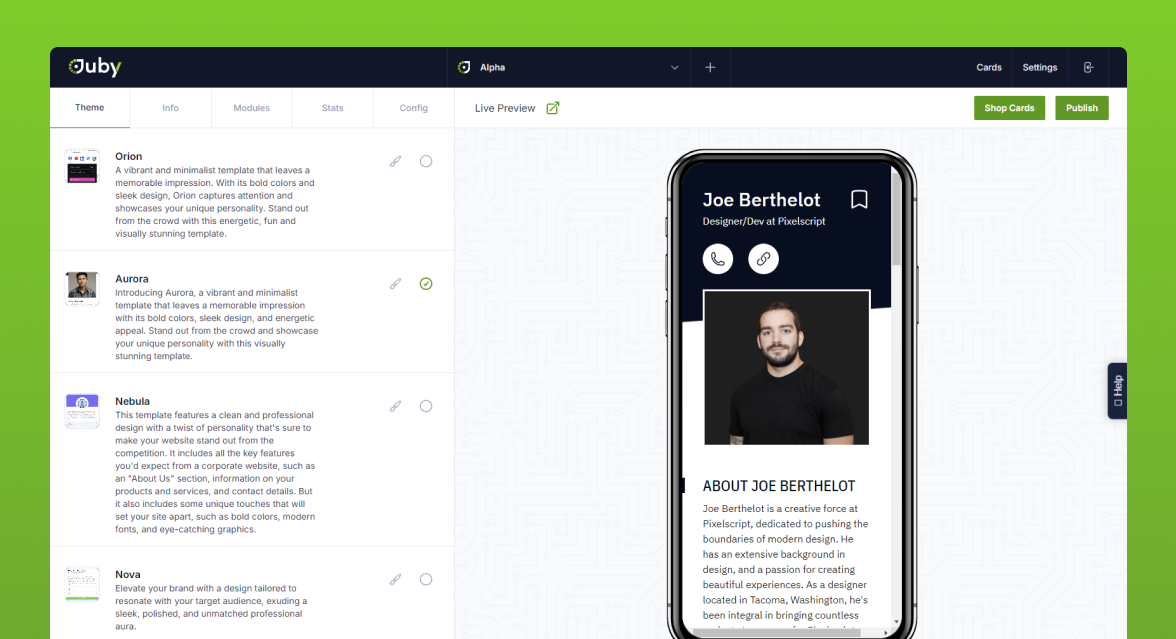 Juby
Alpha
Cards
Settings
Theme
Info
Modules
Stats
Config
Live Preview
Shop Cards
Publish
Orion
A vibrant and minimalist template that leaves a
memorable impression. With its bold colors and
sleek design, Orion captures attention and
showcases your unique personality. Stand out
from the crowd with this energetic, fun and
visually stunning template.
Aurora
Introducing Aurora, a vibrant and minimalist
template that leaves a memorable impression
with its bold colors, sleek design, and energetic
appeal. Stand out from the crowd and showcase
your unique personality with this visually
stunning template.
Nebula
This template features a clean and professional
design with a twist of personality that's sure to
make your website stand out from the
competition. It includes all the key features
you'd expect from a corporate website, such as
an "About Us" section, information on your
products and services, and contact details. But
it also includes some unique touches that will
set your site apart, such as bold colors, modern
fonts, and eye-catching graphics.
Nova
Elevate your brand with a design tailored to
resonate with your target audience, exuding a
sleek, polished, and unmatched professional
aura.
Joe Berthelot
Designer/Dev at Pixelscript
ABOUT JOE BERTHELOT
Joe Berthelot is a creative force at
Pixelscript, dedicated to pushing the
boundaries of modern design. He
has an extensive background in
design, and a passion for creating
beautiful experiences. As a designer
located in Tacoma, Washington, he's
been integral in bringing countless
Help